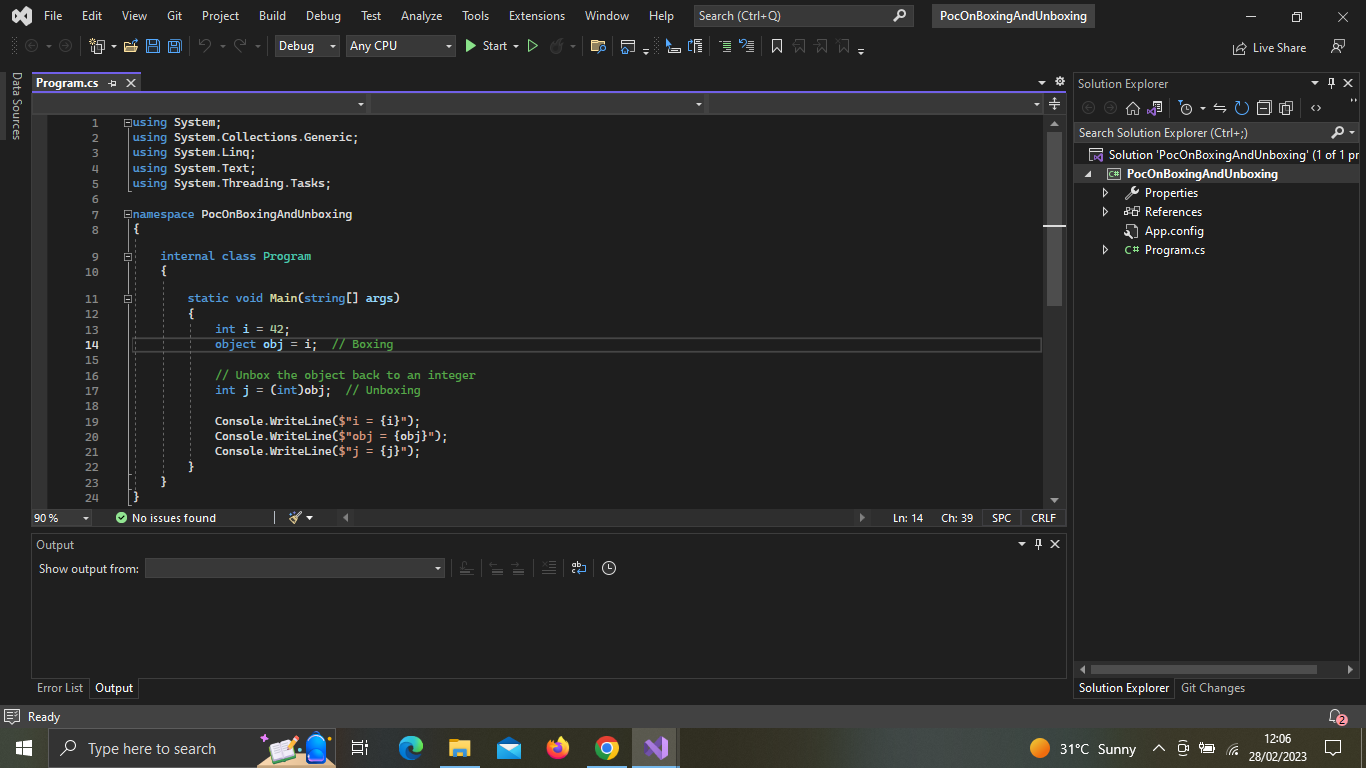 File Edit View Git Project Build Debug Test Analyze Tools Extensions Window Help Search (Ctrl+Q) PocOnBoxingAndUnboxing
Debug Any CPU Start Live Share
Data Sources
Program.cs
1 using System;
2 using System.Collections.Generic;
3 using System.Linq;
4 using System.Text;
5 using System.Threading.Tasks;
6
7 namespace PocOnBoxingAndUnboxing
8 {
9 internal class Program
10 {
11 static void Main(string[] args)
12 {
13 int i = 42;
14 object obj = i; // Boxing
15
16 // Unbox the object back to an integer
17 int j = (int)obj; // Unboxing
18
19 Console.WriteLine($"i = {i}");
20 Console.WriteLine($"obj = {obj}");
21 Console.WriteLine($"j = {j}");
22 }
23 }
24 }
90 % No issues found Ln: 14 Ch: 39 SPC CRLF
Output
Show output from:
Error List Output
Solution Explorer
Search Solution Explorer (Ctrl+;)
Solution 'PocOnBoxingAndUnboxing' (1 of 1 pr
C# PocOnBoxingAndUnboxing
Properties
References
App.config
C# Program.cs
Solution Explorer Git Changes
Ready 2
Type here to search 31°C Sunny 12:06
28/02/2023